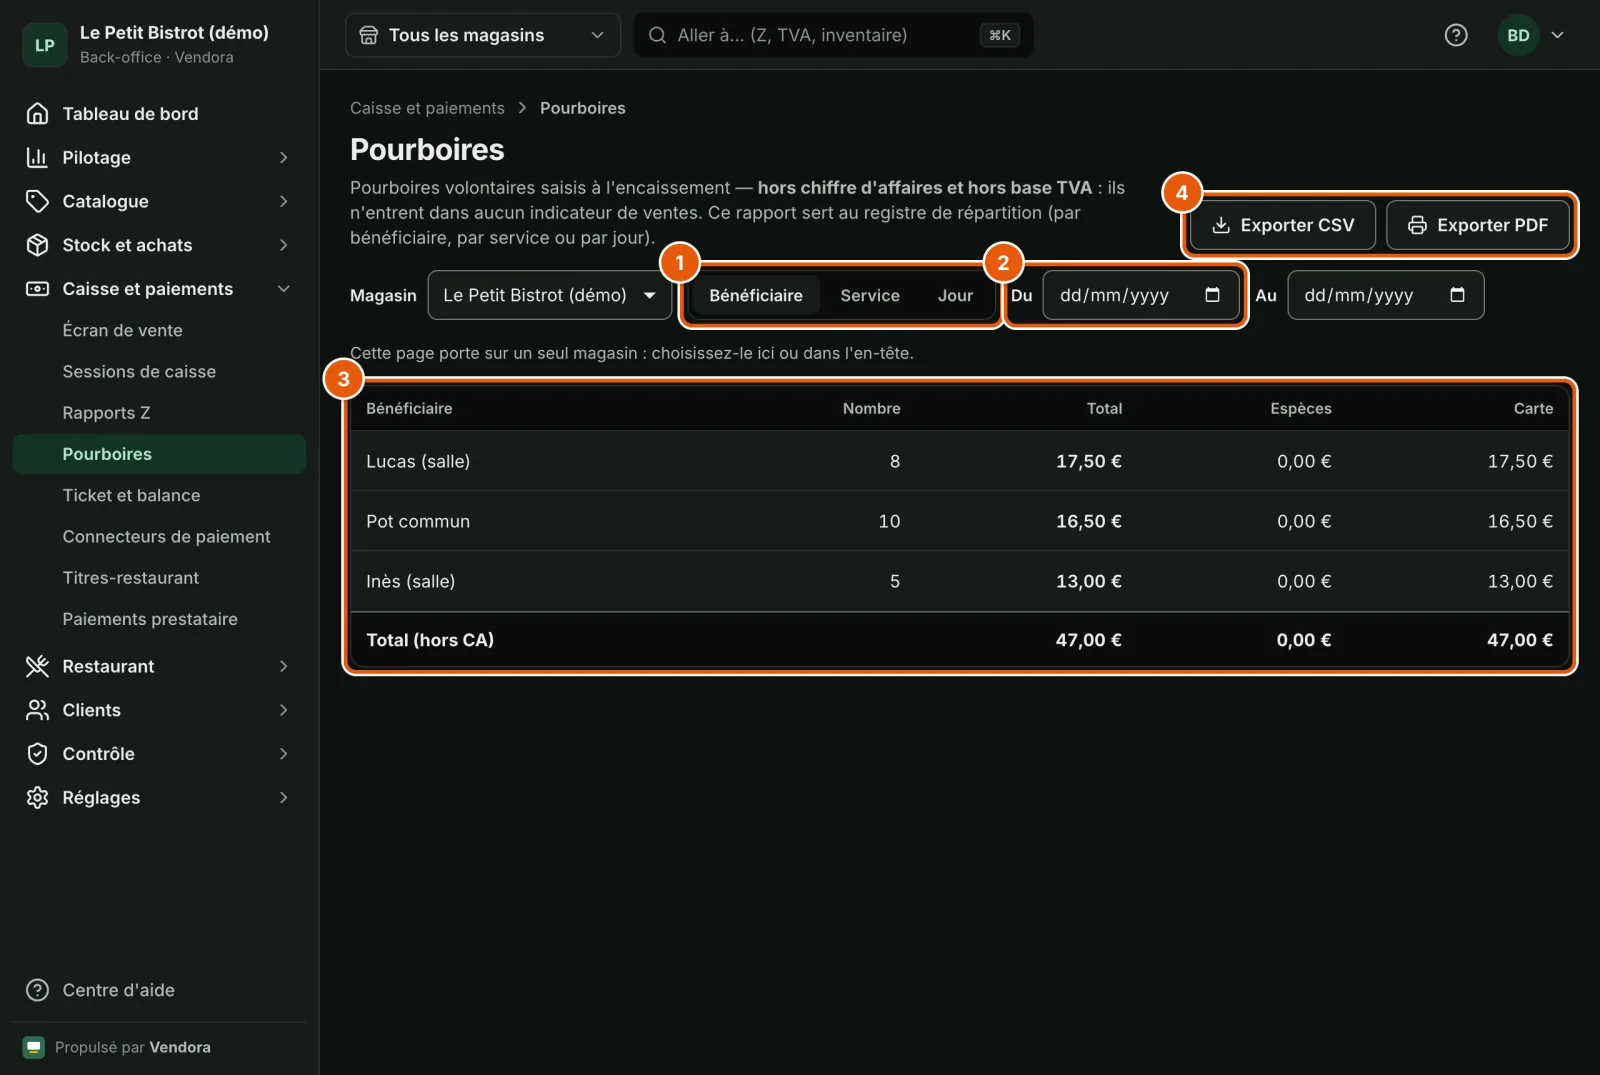 LP
Le Petit Bistrot (démo)
Back-office · Vendora
Tous les magasins
Aller à... (Z, TVA, inventaire)
⌘K
BD
Tableau de bord
Pilotage
Catalogue
Stock et achats
Caisse et paiements
Écran de vente
Sessions de caisse
Rapports Z
Pourboires
Ticket et balance
Connecteurs de paiement
Titres-restaurant
Paiements prestataire
Restaurant
Clients
Contrôle
Réglages
Centre d'aide
Propulsé par Vendora
Caisse et paiements > Pourboires
Pourboires
Pourboires volontaires saisis à l'encaissement — hors chiffre d'affaires et hors base TVA : ils
n'entrent dans aucun indicateur de ventes. Ce rapport sert au registre de répartition (par
bénéficiaire, par service ou par jour).
4
Exporter CSV
Exporter PDF
1
2
Magasin
Le Petit Bistrot (démo)
Bénéficiaire
Service
Jour
Du
dd/mm/yyyy
Au
dd/mm/yyyy
Cette page porte sur un seul magasin : choisissez-le ici ou dans l'en-tête.
3
Bénéficiaire Nombre Total Espèces Carte
Lucas (salle) 8 17,50 € 0,00 € 17,50 €
Pot commun 10 16,50 € 0,00 € 16,50 €
Inès (salle) 5 13,00 € 0,00 € 13,00 €
Total (hors CA) 47,00 € 0,00 € 47,00 €